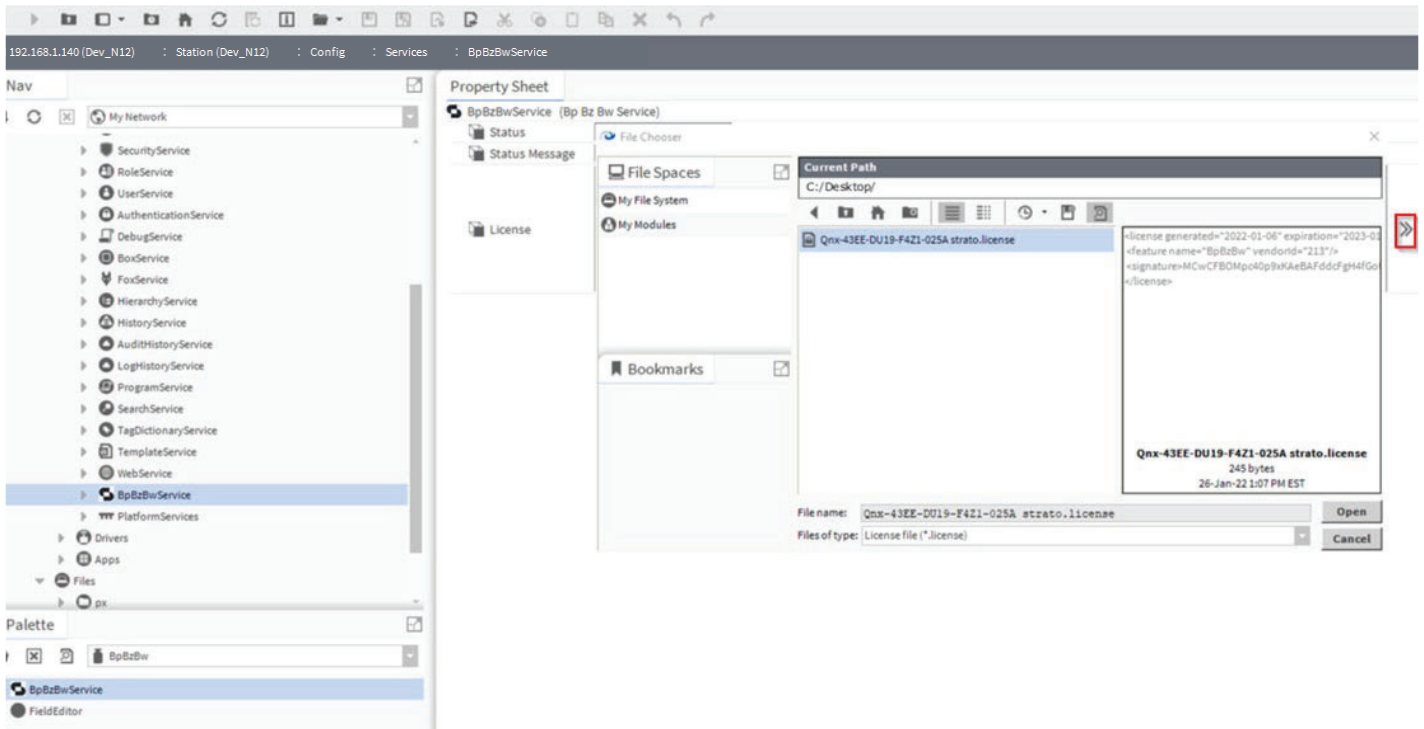 192.168.1.140 (Dev_N12) : Station (Dev_N12) : Config : Services : BpBzBwService
Nav
My Network
SecurityService
RoleService
UserService
AuthenticationService
DebugService
BoxService
FoxService
HierarchyService
HistoryService
AuditHistoryService
LogHistoryService
ProgramService
SearchService
TagDictionaryService
TemplateService
WebService
BpBzBwService
PlatformServices
Drivers
Apps
Files
px
Palette
BpBzBw
BpBzBwService
FieldEditor
Property Sheet
BpBzBwService (Bp Bz Bw Service)
Status
Status Message
License
File Chooser
File Spaces
My File System
My Modules
Bookmarks
Current Path
C:/Desktop/
Qnx-43EE-DU19-F4Z1-025A strato.license
<license generated="2022-01-06" expiration="2023-01
<feature name="BpBzBw" vendorId="213"/>
</license>
Qnx-43EE-DU19-F4Z1-025A strato.license
245 bytes
26-Jan-22 1:07 PM EST
File name: Qnx-43EE-DU19-F4Z1-025A strato.license
Open
Files of type: License file (*.license)
Cancel